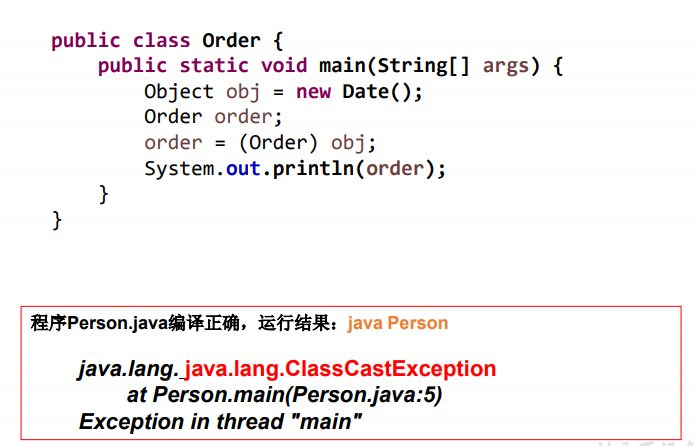 public class Order {
public static void main(String[] args) {
Object obj = new Date();
Order order;
order = (Order) obj;
System.out.println(order);
}
}
程序Person.java编译正确，运行结果：java Person
java.lang. java.lang.ClassCastException
at Person.main(Person.java:5)
Exception in thread "main"